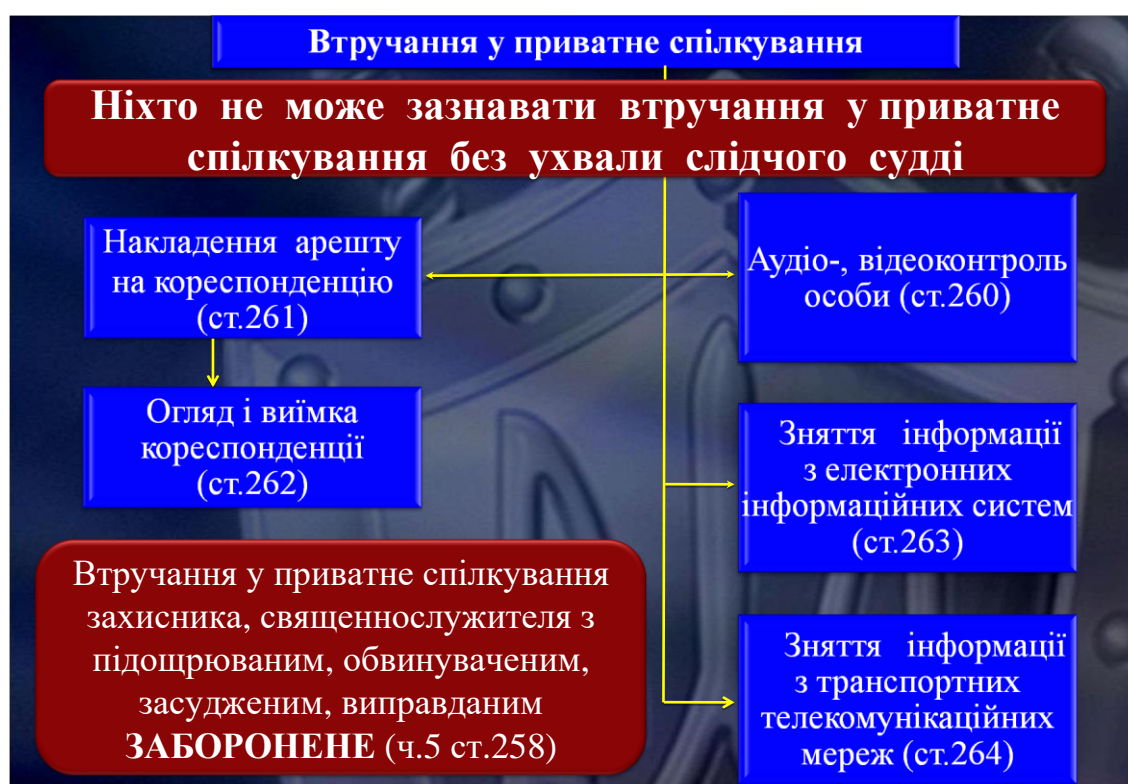 Втручання у приватне спілкування
Ніхто не може зазнавати втручання у приватне
спілкування без ухвали слідчого судді
Накладення арешту
на кореспонденцію
(ст.261)
Огляд і виїмка
кореспонденції
(ст.262)
Втручання у приватне спілкування
захисника, священнослужителя з
підощрюваним, обвинуваченим,
засудженим, виправданим
ЗАБОРОНЕНЕ (ч.5 ст.258)
Аудіо-, відеоконтроль
особи (ст.260)
Зняття інформації
з електронних
інформаційних систем
(ст.263)
Зняття інформації
з транспортних
телекомунікаційних
мереж (ст.264)